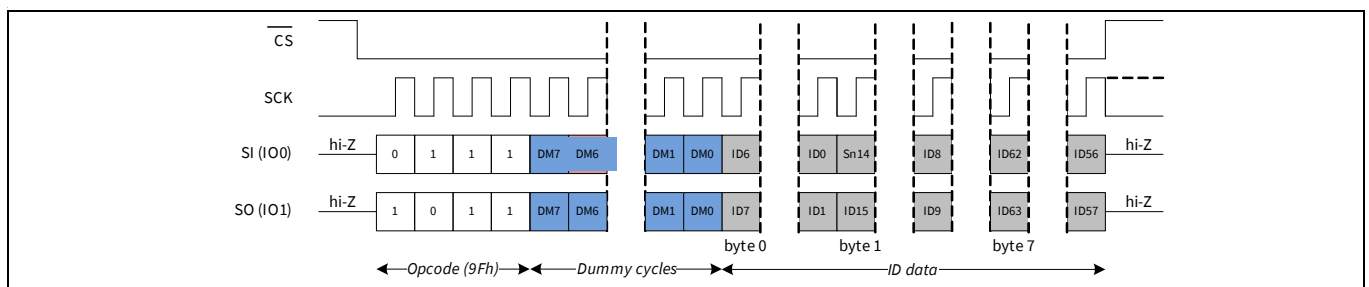 CS
SCK
SI (IO0) hi-Z 0 1 1 1 DM7 DM6 DM1 DM0 ID6 ID0 Sn14 ID8 ID62 ID56 hi-Z
SO (IO1) hi-Z 1 0 1 1 DM7 DM6 DM1 DM0 ID7 ID1 ID15 ID9 ID63 ID57 hi-Z
byte 0 byte 1 byte 7
Opcode (9Fh) Dummy cycles ID data